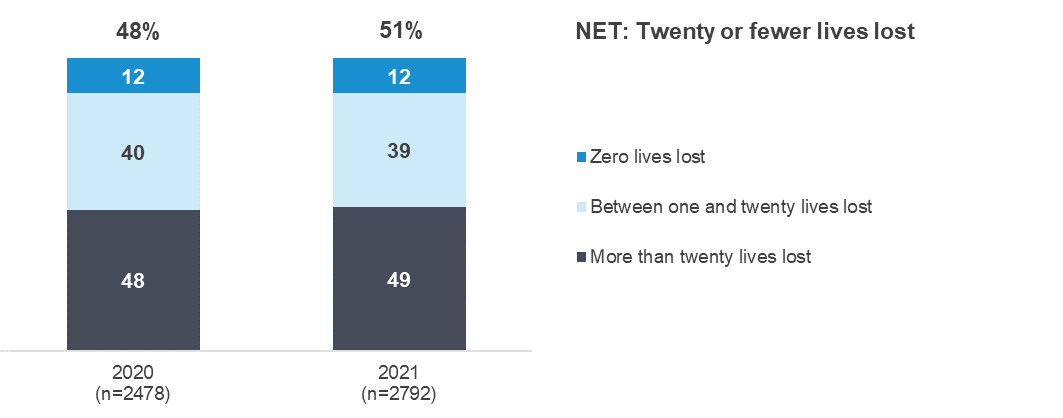 48%
51%
NET: Twenty or fewer lives lost
12
12
40
39
48
49
Zero lives lost
Between one and twenty lives lost
More than twenty lives lost
2020
(n=2478)
2021
(n=2792)